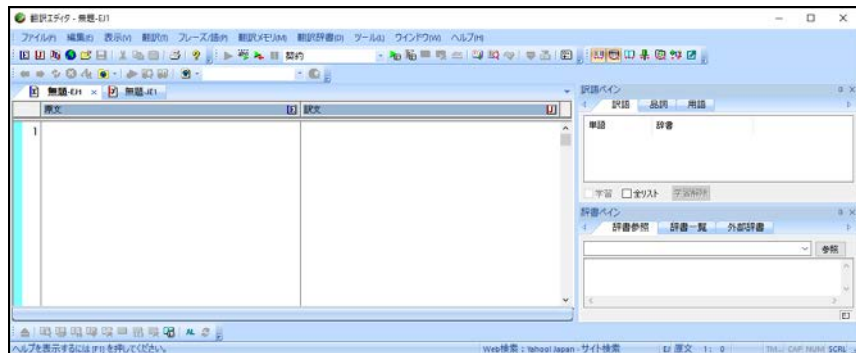 翻訳エディタ - 無題-EJ1
ファイル(F) 編集(E) 表示(V) 翻訳(T) フレーズ/語(P) 翻訳メモリ(M) 翻訳辞書(D) ツール(L) ウインドウ(W) ヘルプ(H)
契約
無題-EJ1 × 無題-JE1
原文 訳文
1
訳語ペイン
訳語 品詞 用語
単語 辞書
学習 全リスト 学習解除
辞書ペイン
辞書参照 辞書一覧 外部辞書
参照
ヘルプを表示するには [F1] を押してください。 Web検索 : Yahoo! Japan - サイト検索 EJ 原文 1: 0 TM... CAP NUM SCRL